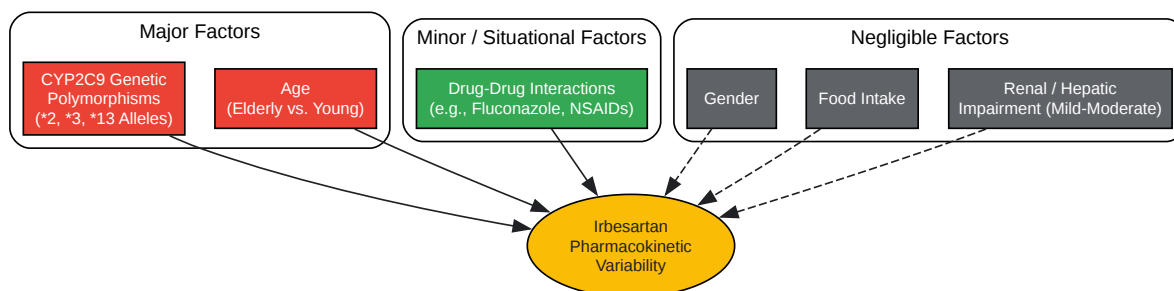 Major Factors
CYP2C9 Genetic
Polymorphisms
(*2, *3, *13 Alleles)
Age
(Elderly vs. Young)
Minor / Situational Factors
Drug-Drug Interactions
(e.g., Fluconazole, NSAIDs)
Negligible Factors
Gender
Food Intake
Renal / Hepatic
Impairment (Mild-Moderate)
Irbesartan
Pharmacokinetic
Variability